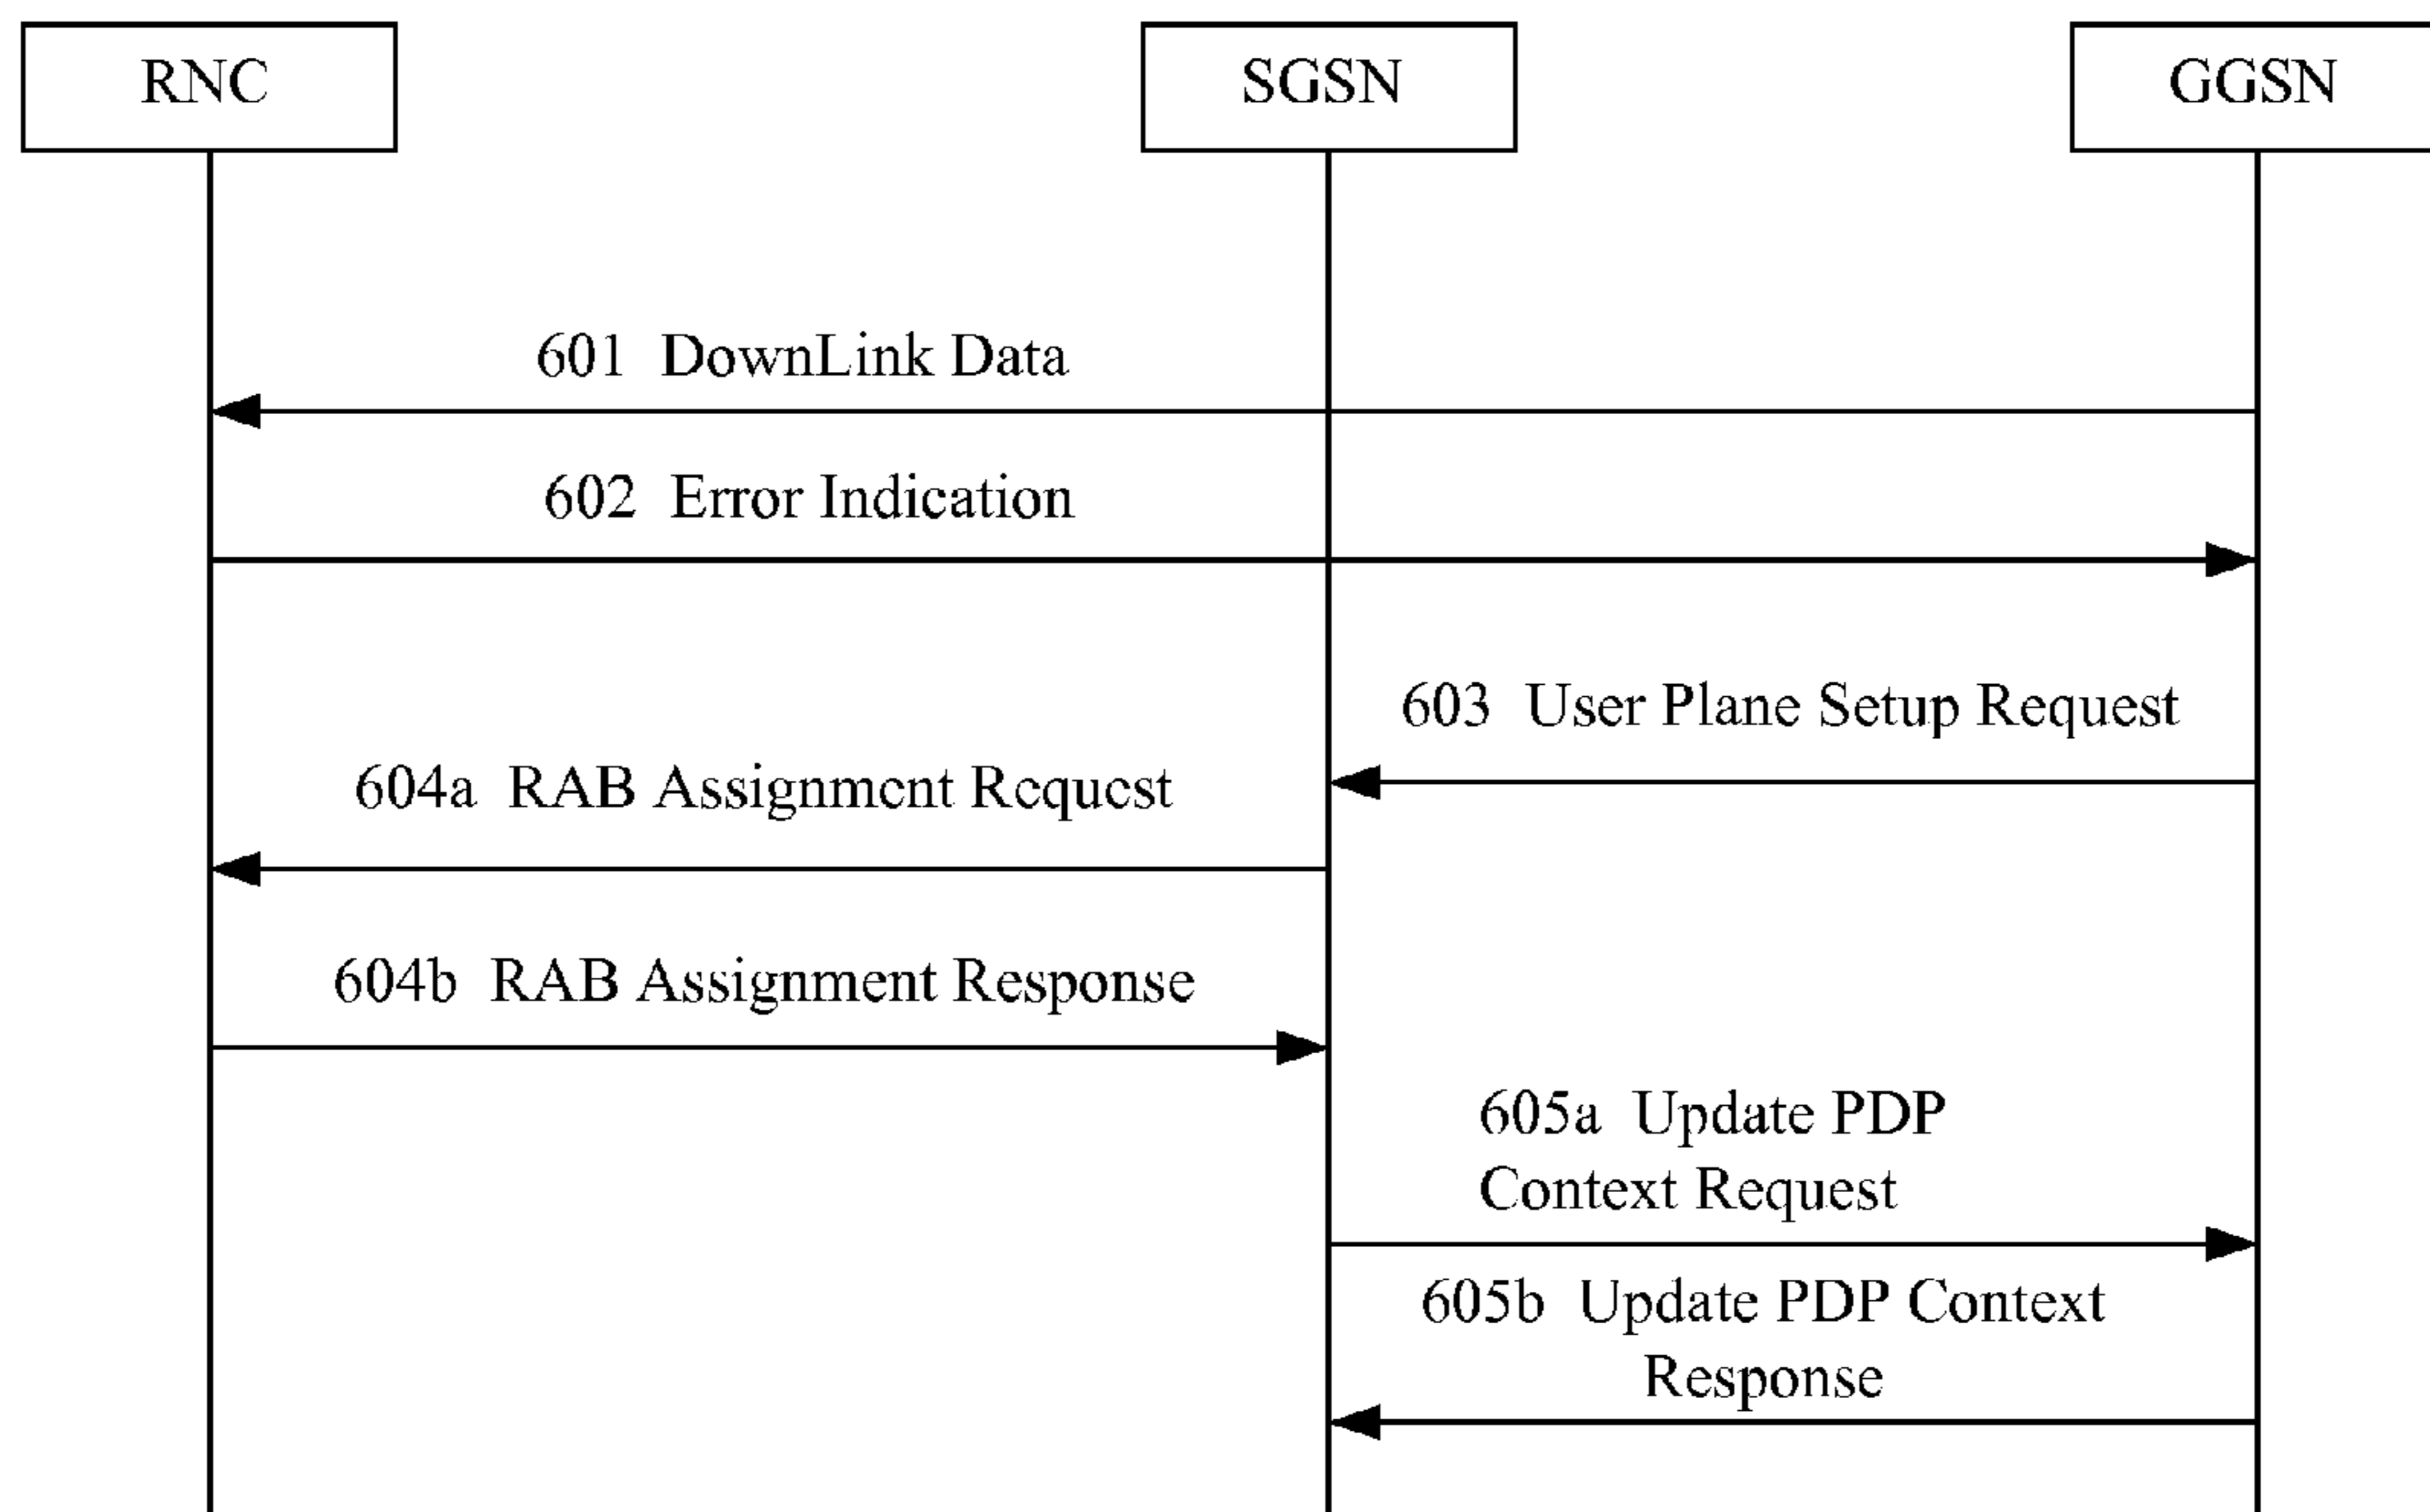 RNC
SGSN
GGSN
601 DownLink Data
602 Error Indication
603 User Plane Setup Request
604a RAB Assignment Request
604b RAB Assignment Response
605a Update PDP
Context Request
605b Update PDP Context
Response